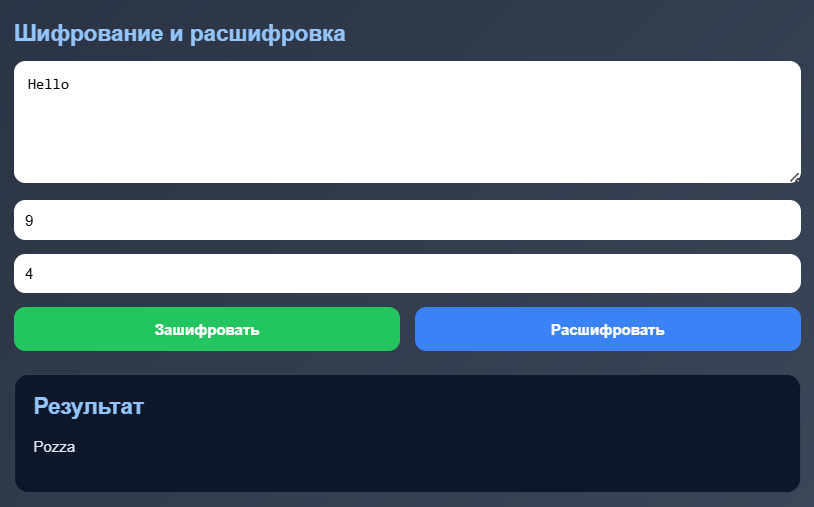 Шифрование и расшифровка
Hello
9
4
Зашифровать
Расшифровать
Результат
Pozza